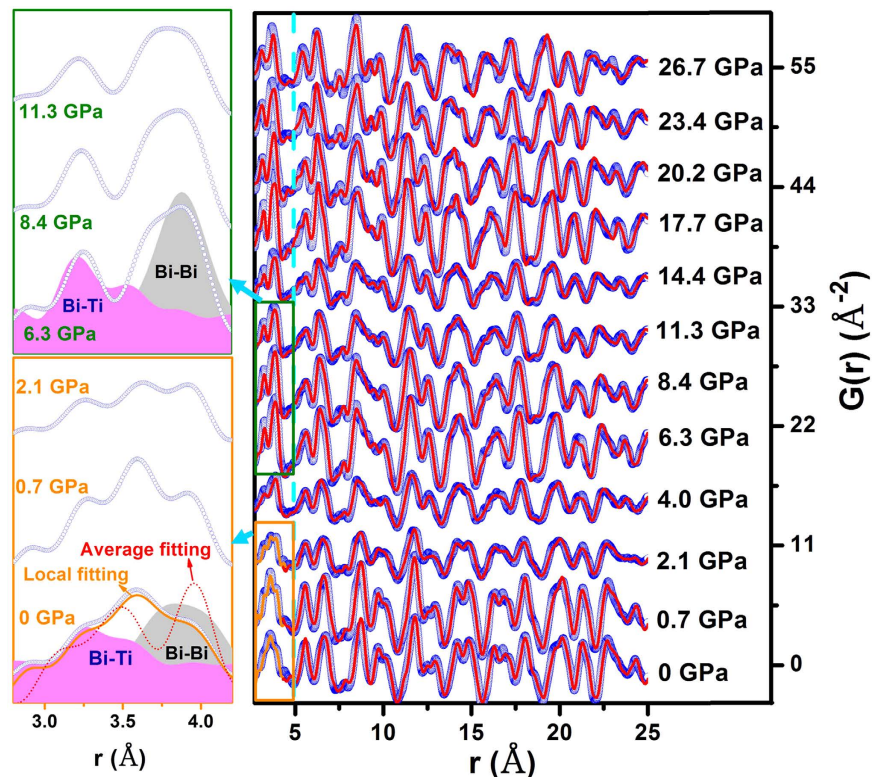 11.3 GPa
8.4 GPa
Bi-Bi
Bi-Ti
6.3 GPa
2.1 GPa
0.7 GPa
Average fitting
Local fitting
0 GPa
Bi-Ti
Bi-Bi
3.0 3.5 4.0
r (Å)
26.7 GPa
23.4 GPa
20.2 GPa
17.7 GPa
14.4 GPa
11.3 GPa
8.4 GPa
6.3 GPa
4.0 GPa
2.1 GPa
0.7 GPa
0 GPa
5 10 15 20 25
r (Å)
55
44
33
22
11
0
G(r) (Å⁻²)